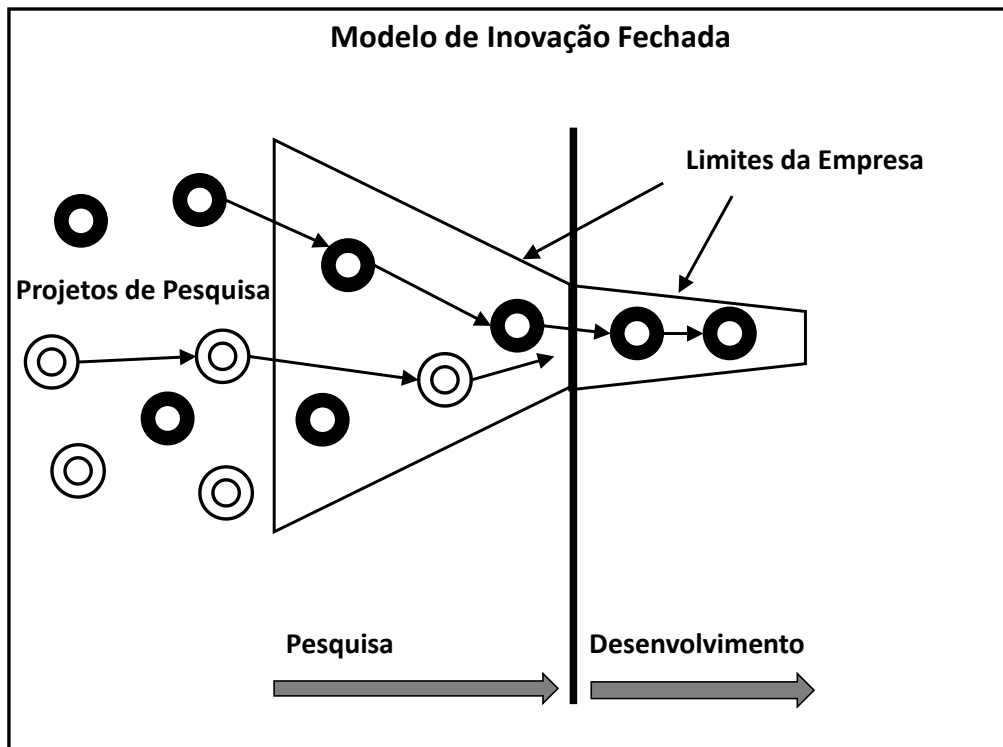 Modelo de Inovação Fechada
Limites da Empresa
Projetos de Pesquisa
Pesquisa
Desenvolvimento